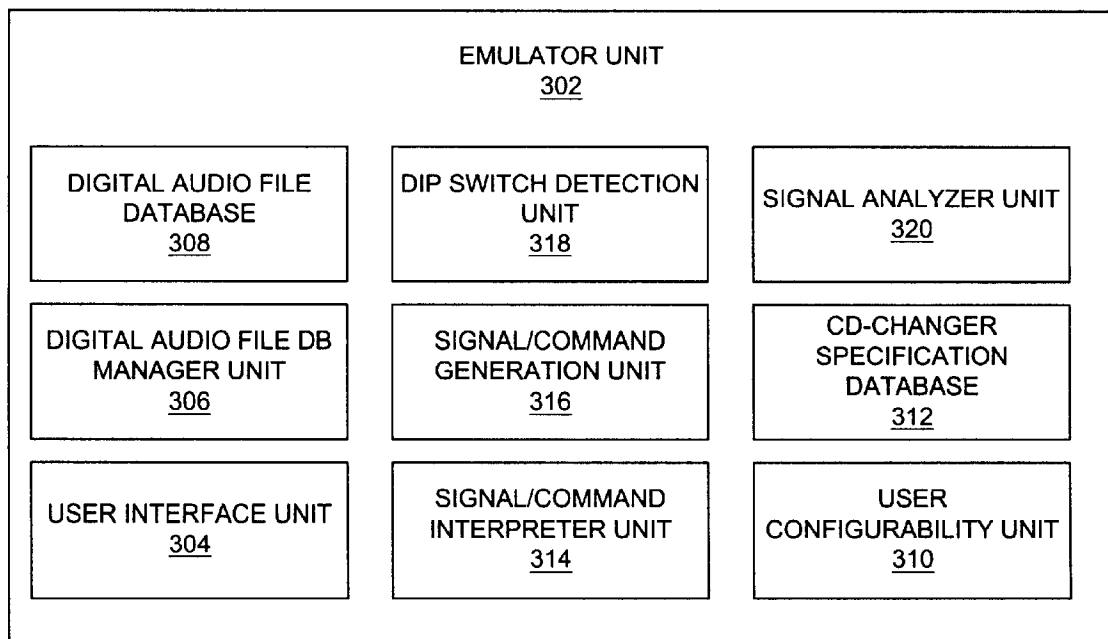 EMULATOR UNIT
302
DIGITAL AUDIO FILE
DATABASE
308
DIP SWITCH DETECTION
UNIT
318
SIGNAL ANALYZER UNIT
320
DIGITAL AUDIO FILE DB
MANAGER UNIT
306
SIGNAL/COMMAND
GENERATION UNIT
316
CD-CHANGER
SPECIFICATION
DATABASE
312
USER INTERFACE UNIT
304
SIGNAL/COMMAND
INTERPRETER UNIT
314
USER
CONFIGURABILITY UNIT
310